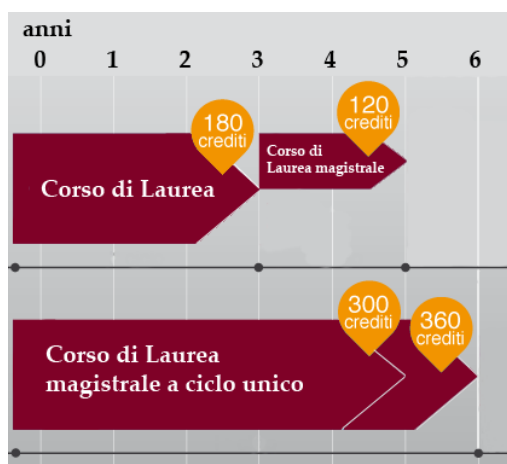 anni
0 1 2 3 4 5 6
180
crediti
120
crediti
Corso di Laurea
Corso di
Laurea magistrale
300
crediti
360
crediti
Corso di Laurea
magistrale a ciclo unico